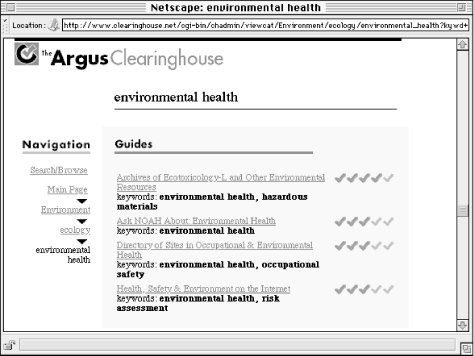 Netscape: environmental health
Location: http://www.clearinghouse.net/cgi-bin/chadmin/viewcat/Environment/ecology/environmental_health?kywd+
The Argus Clearinghouse
environmental health
Navigation
Search/Browse
Main Page
Environment
ecology
environmental
health
Guides
Archives of Ecotoxicology-L and Other Environmental
Resources
keywords: environmental health, hazardous
materials
Ask NOAH About: Environmental Health
keywords: environmental health
Directory of Sites in Occupational & Environmental
Health
keywords: environmental health, occupational
safety
Health, Safety & Environment on the Internet
keywords: environmental health, risk
assessment